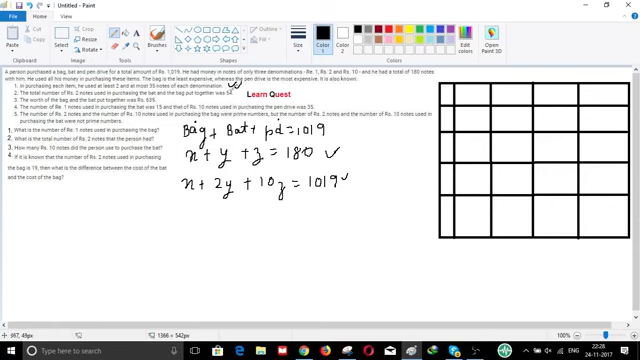 Untitled - Paint
File Home View
Paste Cut Copy
Select Crop Resize Rotate
Brushes
Outline Fill
Size
Color 1 Color 2
Edit colors
Edit with Paint 3D
Open Paint 3D
Clipboard Image Tools Shapes Colors
A person purchased a bag, bat and pen drive for a total amount of Rs. 1,019. He had money in notes of only three denominations - Re. 1, Rs. 2 and Rs. 10 - and he had a total of 180 notes
with him. He used all his money in purchasing these items. The bag is the least expensive, whereas the pen drive is the most expensive. It is also known:
1. In purchasing each item, he used at least 2 and at most 35 notes of each denomination.
2. The total number of Rs. 2 notes used in purchasing the bag and the bat put together was 54.
3. The worth of the bag and the bat put together was Rs. 635.
4. The number of Re. 1 notes used in purchasing the bat was 15 and that of Rs. 10 notes used in purchasing the pen drive was 35.
5. The number of Rs. 2 notes and the number of Rs. 10 notes used in purchasing the bag were prime numbers, but the number of Rs. 2 notes and the number of Rs. 10 notes used in
purchasing the bat were not prime numbers.
1. What is the number of Re. 1 notes used in purchasing the bag?
2. What is the total number of Rs. 2 notes that the person had?
3. How many Rs. 10 notes did the person use to purchase the bat?
4. If it is known that the number of Rs. 2 notes used in purchasing
the bag is 19, then what is the difference between the cost of the bat
and the cost of the bag?
Learn Quest
Bag + Bat + pd = 1019
x + y + z = 180
x + 2y + 10z = 1019
667, 49px
1366 × 542px
100%
Type here to search
ENG
22:28
24-11-2017